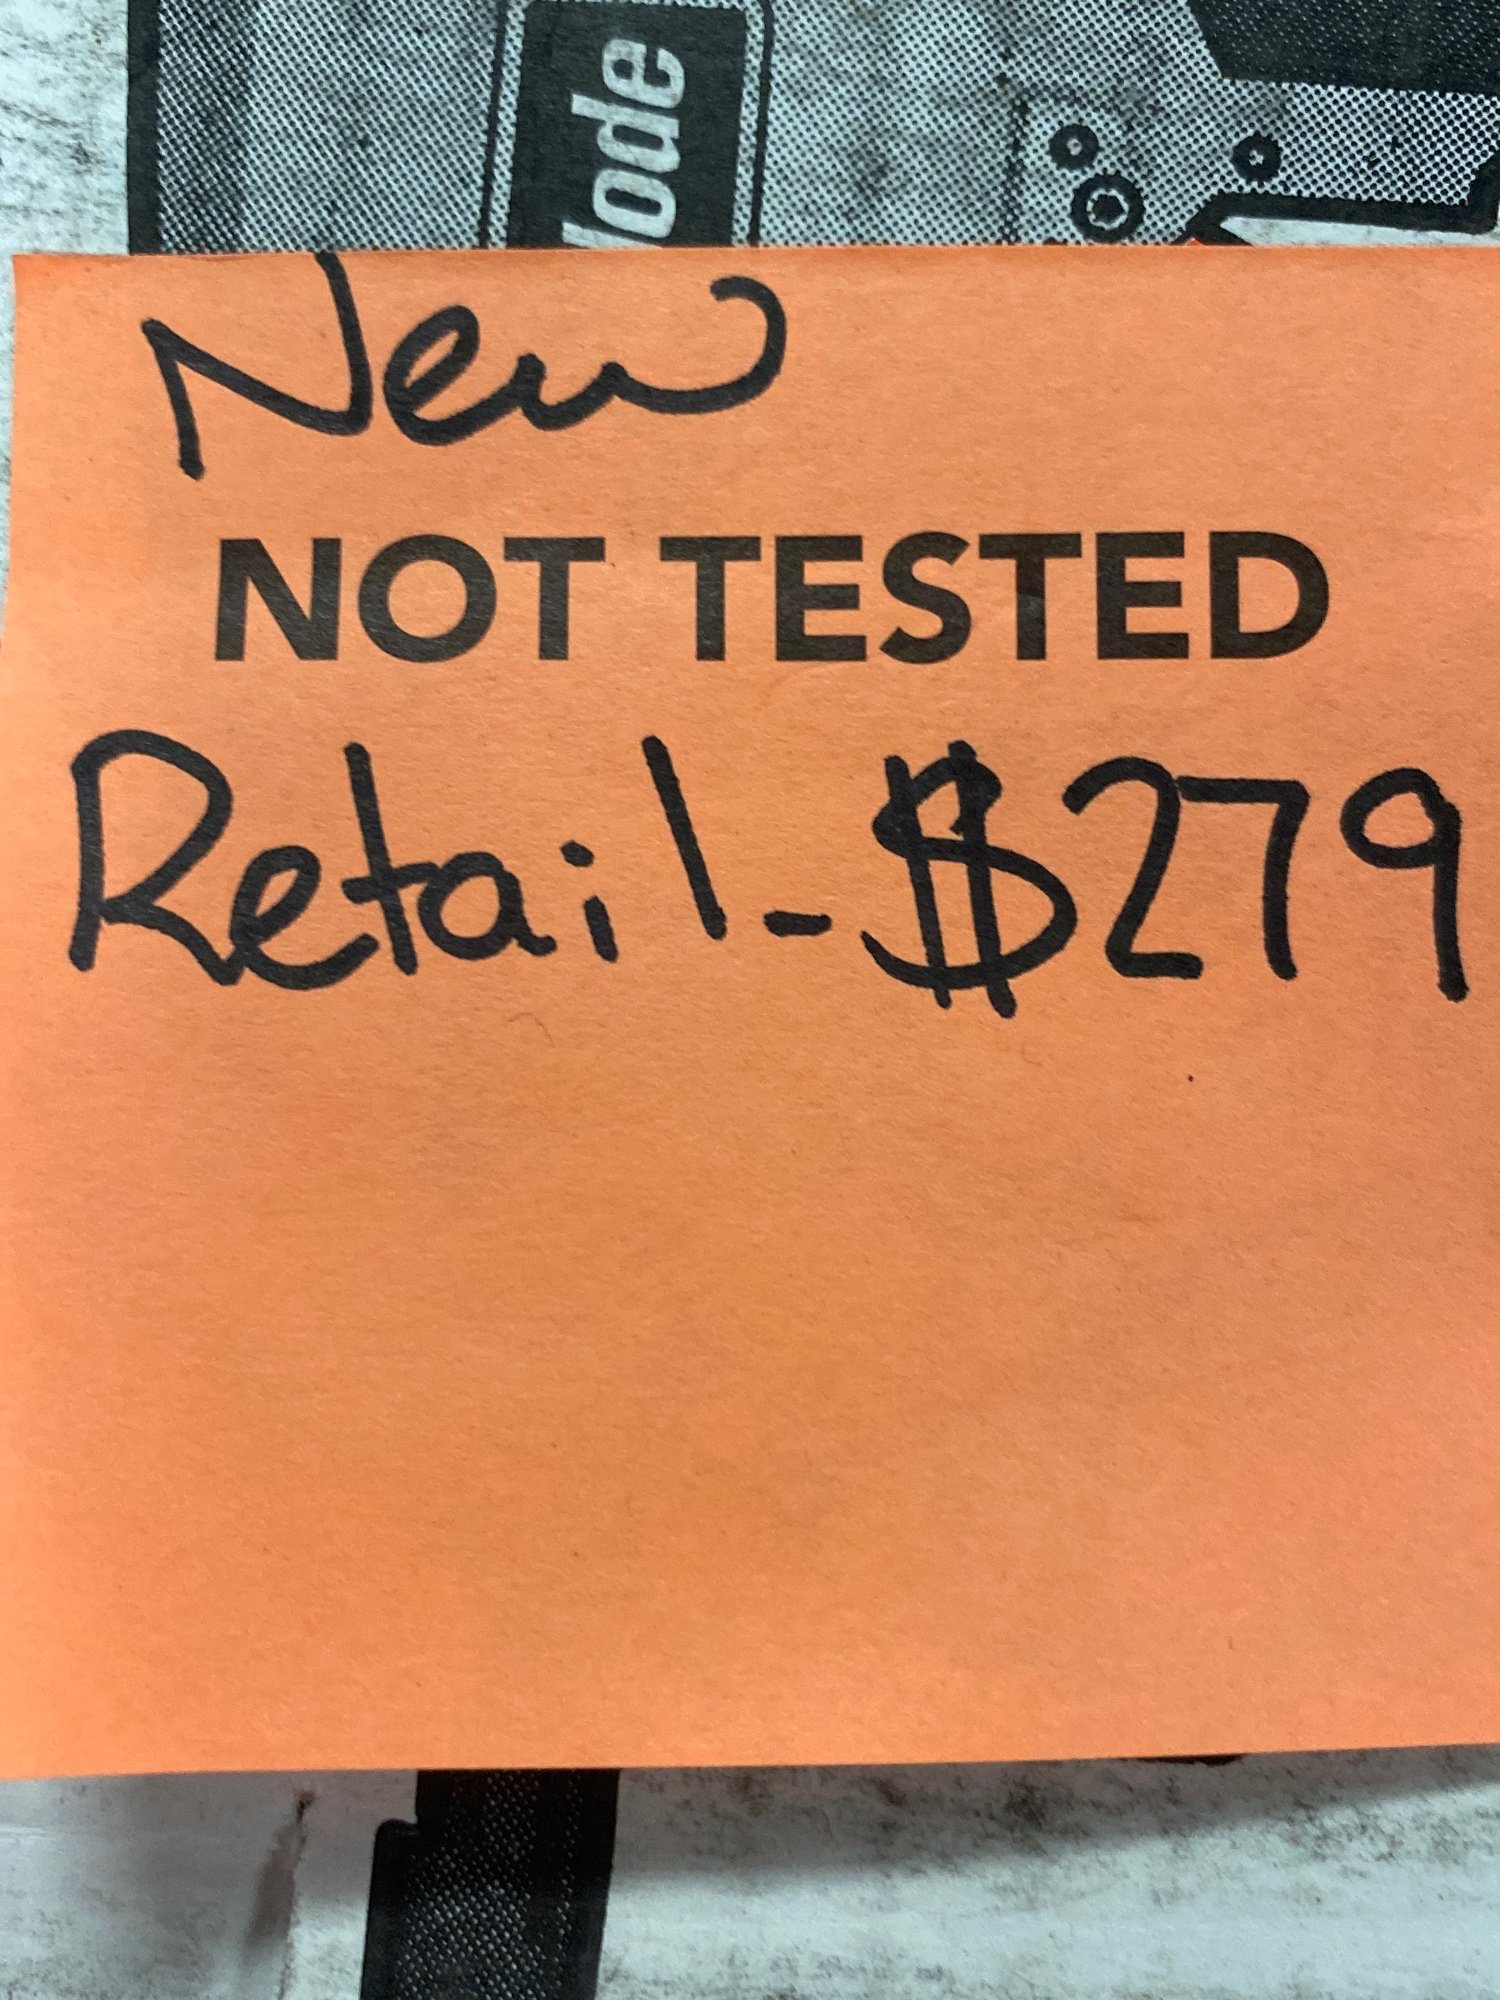 New
NOT TESTED
Retail - $279